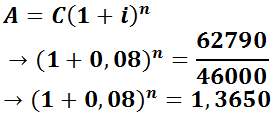 A = C(1 + i)ⁿ
→ (1 + 0, 08)ⁿ = 62790/46000
→ (1 + 0, 08)ⁿ = 1, 3650